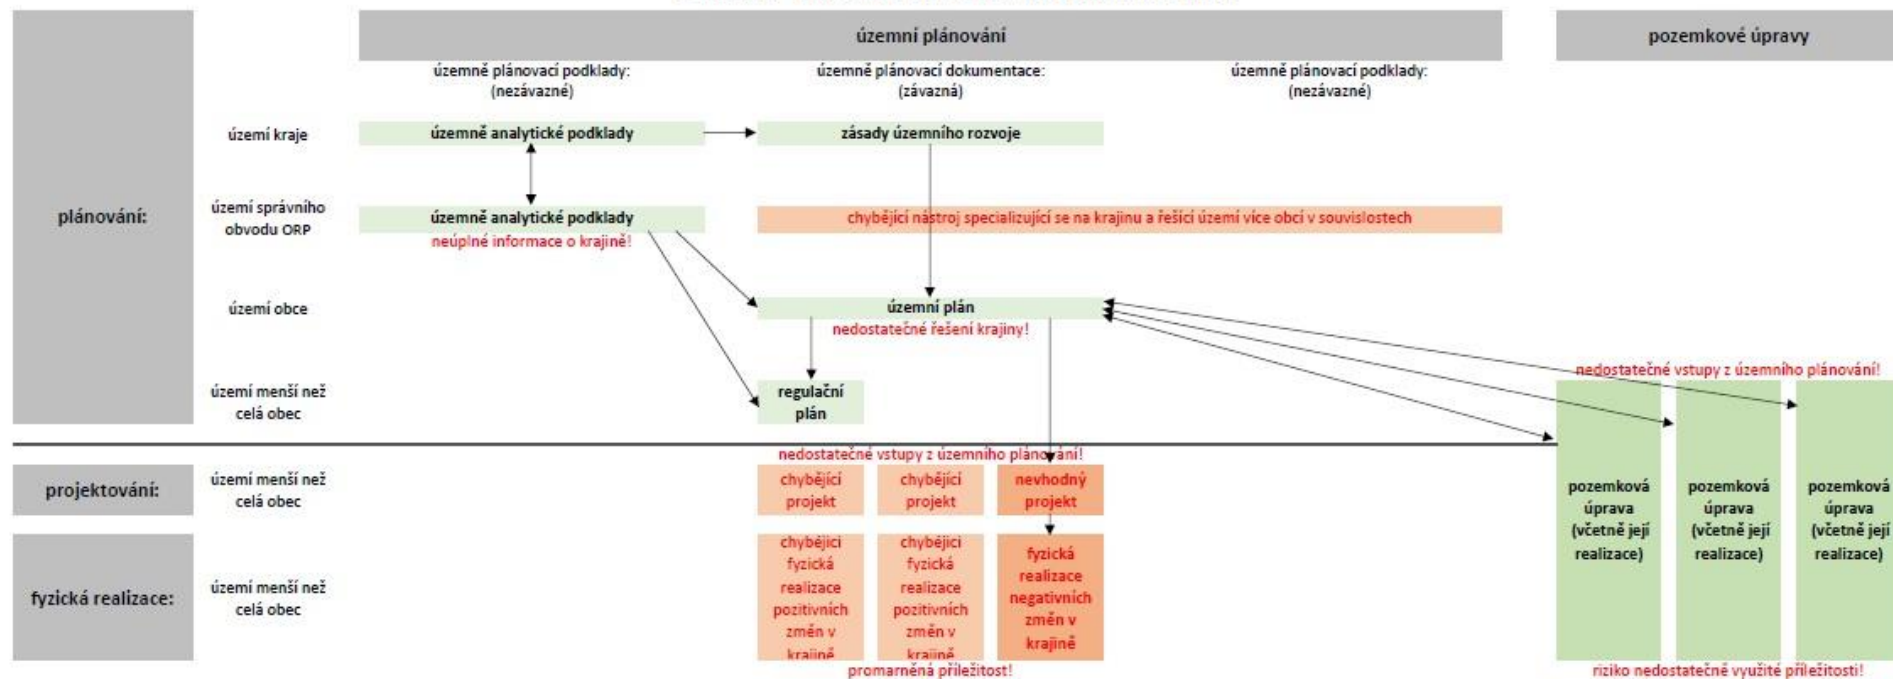 územní plánování
pozemkové úpravy
územně plánovací podklady:
(nezávazné)
územně plánovací dokumentace:
(závazná)
územně plánovací podklady:
(nezávazné)
plánování:
území kraje
územně analytické podklady
zásady územního rozvoje
území správního
obvodu ORP
územně analytické podklady
neúplné informace o krajině!
chybějící nástroj specializující se na krajinu a řešící území více obcí v souvislostech
území obce
územní plán
nedostatečné řešení krajiny!
území menší než
celá obec
regulační
plán
nedostatečné vstupy z územního plánování!
nedostatečné vstupy z územního plánování!
projektování:
území menší než
celá obec
chybějící
projekt
chybějící
projekt
nevhodný
projekt
pozemková
úprava
(včetně její
realizace)
pozemková
úprava
(včetně její
realizace)
pozemková
úprava
(včetně její
realizace)
fyzická realizace:
území menší než
celá obec
chybějici
fyzická
realizace
pozitivních
změn v
krajině
chybějici
fyzická
realizace
pozitivních
změn v
krajině
fyzická
realizace
negativních
změn v
krajině
promarněná příležitost!
riziko nedostatečně využité příležitosti!